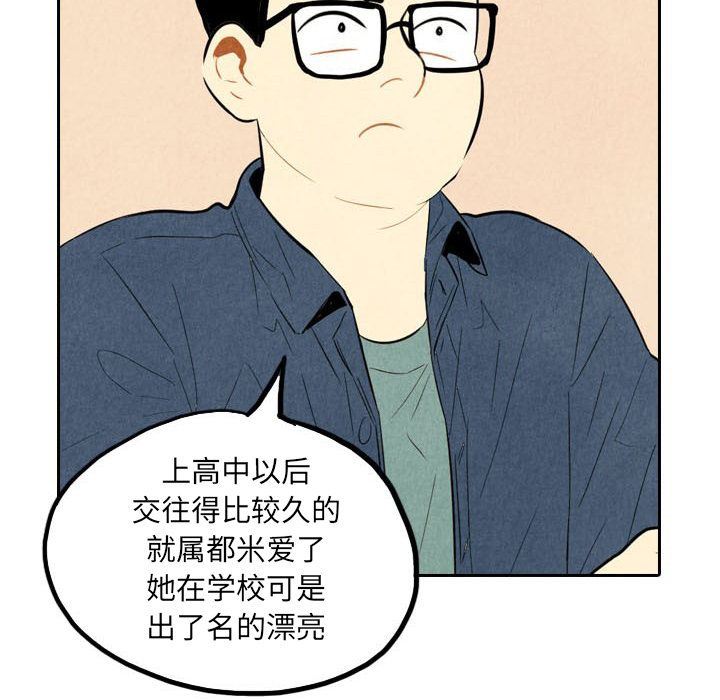 上高中以后
交往得比较久的
就属都米爱了
她在学校可是
出了名的漂亮